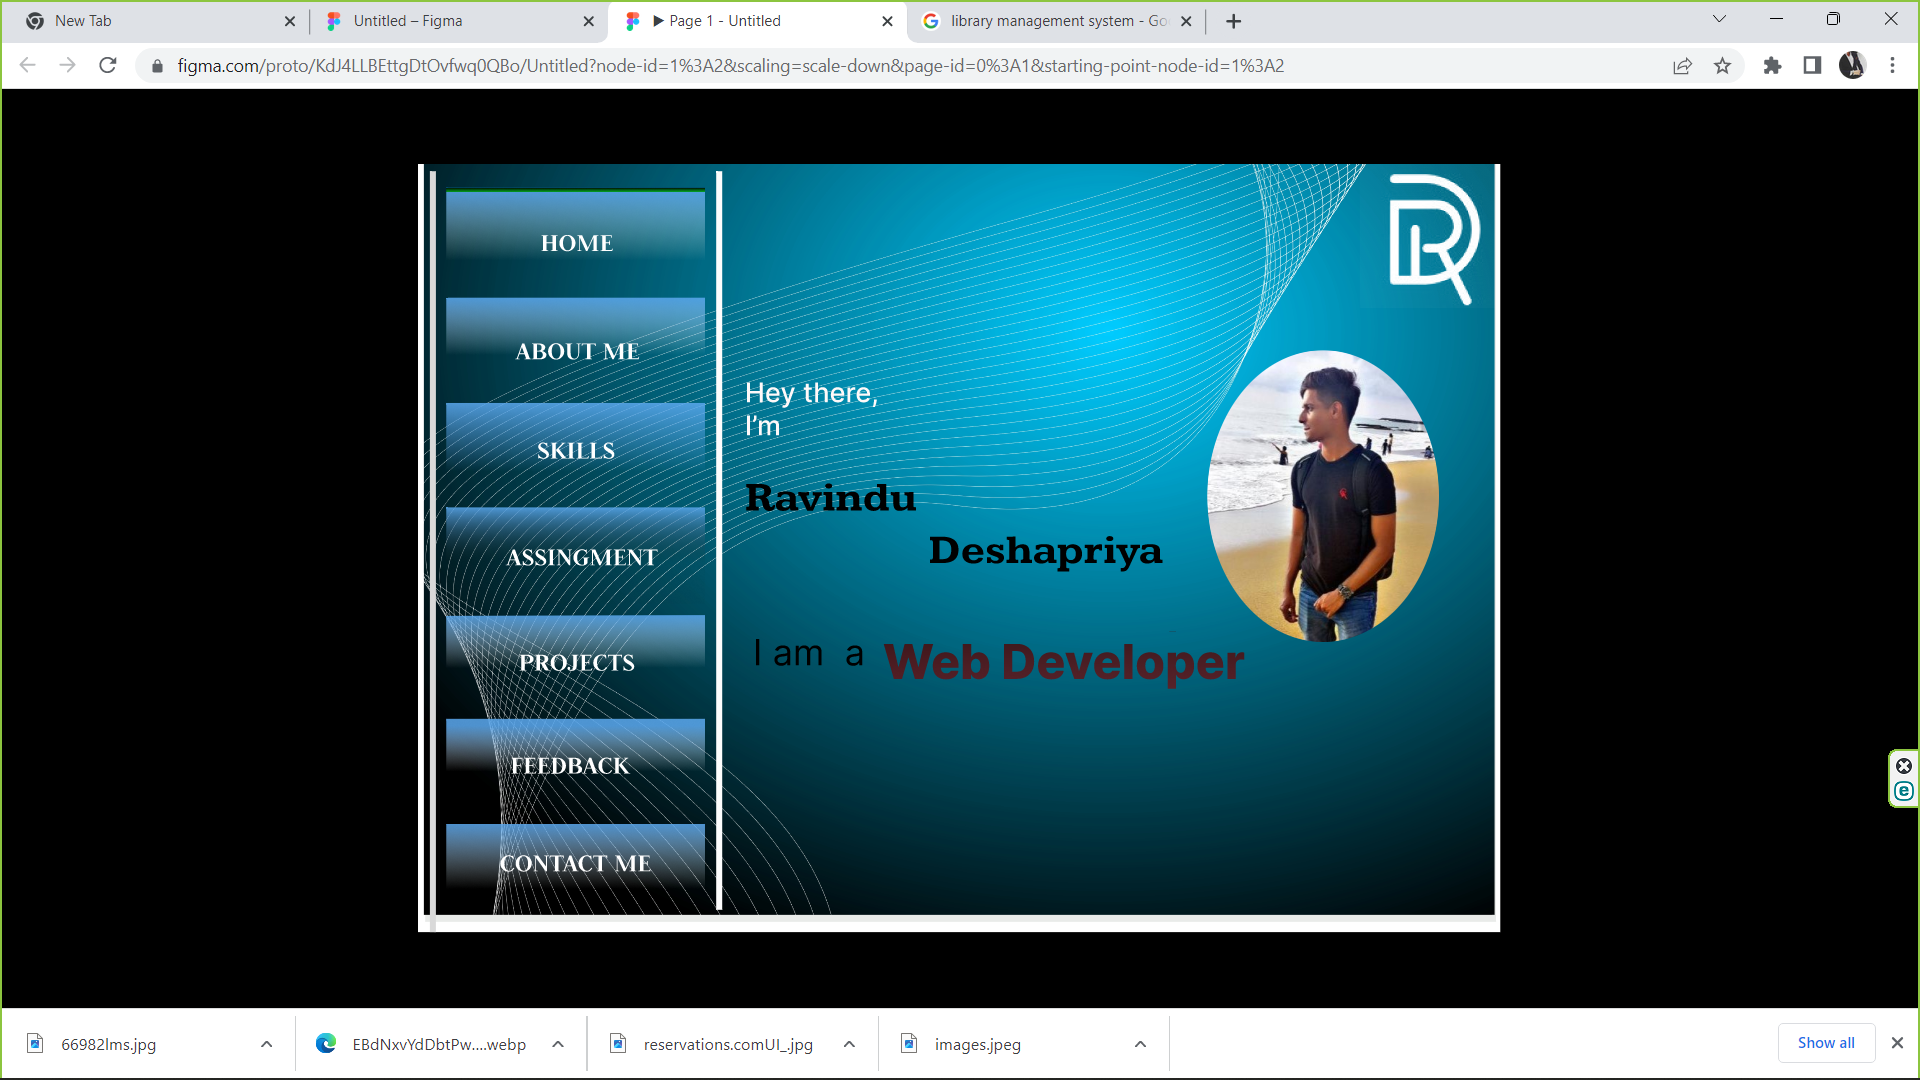 New Tab
Untitled – Figma
▶ Page 1 - Untitled
library management system - Go
figma.com/proto/KdJ4LLBEttgDtOvfwq0QBo/Untitled?node-id=1%3A2&scaling=scale-down&page-id=0%3A1&starting-point-node-id=1%3A2
HOME
ABOUT ME
SKILLS
ASSINGMENT
PROJECTS
FEEDBACK
CONTACT ME
Hey there,
I'm
Ravindu
Deshapriya
I am a Web Developer
66982lms.jpg
EBdNxvYdDbtPw....webp
reservations.comUI_.jpg
images.jpeg
Show all